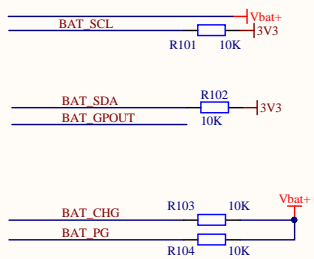 Vbat+
BAT_SCL
3V3
R101
10K
R102
BAT_SDA
3V3
BAT_GPOUT
10K
Vbat+
R103
10K
BAT_CHG
BAT_PG
R104
10K